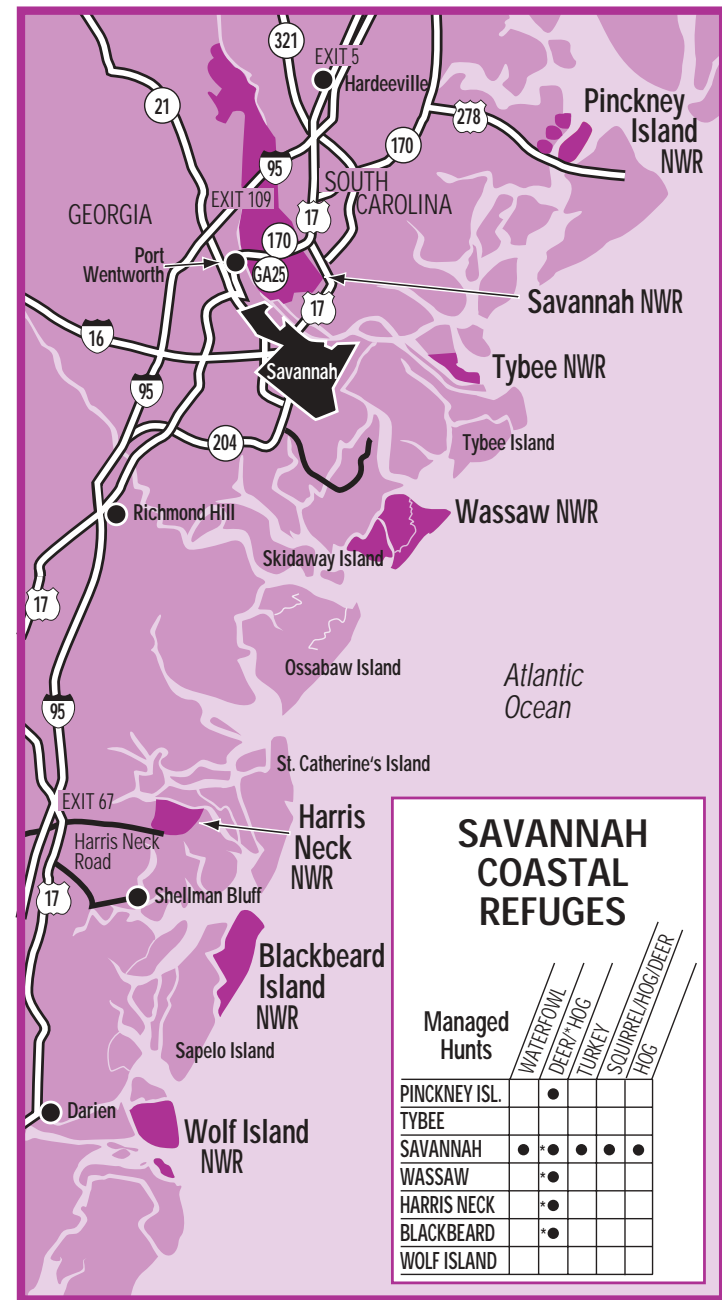 321
EXIT 5
Hardeeville
21
Pinckney
Island
NWR
278
170
95
SOUTH
CAROLINA
EXIT 109
17
GEORGIA
170
Port
Wentworth
GA25
Savannah NWR
17
16
Tybee NWR
Savannah
95
204
Tybee Island
Wassaw NWR
Richmond Hill
Skidaway Island
17
Ossabaw Island
Atlantic
Ocean
95
St. Catherine's Island
EXIT 67
Harris
Neck
NWR
Harris Neck
Road
17
Shellman Bluff
Blackbeard
Island
NWR
Sapelo Island
Darien
Wolf Island
NWR
SAVANNAH
COASTAL
REFUGES
Managed
Hunts
WATERFOWL
DEER/*HOG
TURKEY
SQUIRREL/HOG/DEER
HOG
PINCKNEY ISL. ●
TYBEE
SAVANNAH ● *● ● ● ●
WASSAW *●
HARRIS NECK *●
BLACKBEARD *●
WOLF ISLAND